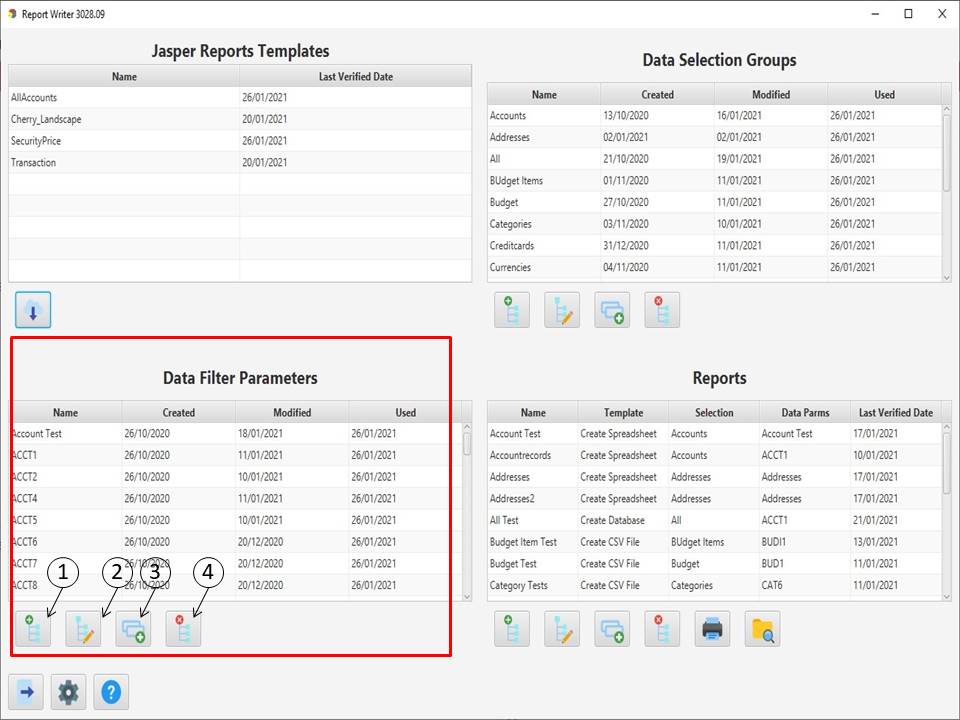 Report Writer 3028.09
Jasper Reports Templates
Name Last Verified Date
AllAccounts 26/01/2021
Cherry_Landscape 20/01/2021
SecurityPrice 26/01/2021
Transaction 20/01/2021
Data Selection Groups
Name Created Modified Used
Accounts 13/10/2020 16/01/2021 26/01/2021
Addresses 02/01/2021 02/01/2021 26/01/2021
All 21/10/2020 19/01/2021 26/01/2021
BUdget Items 01/11/2020 11/01/2021 26/01/2021
Budget 27/10/2020 11/01/2021 26/01/2021
Categories 03/11/2020 10/01/2021 26/01/2021
Creditcards 31/12/2020 11/01/2021 26/01/2021
Currencies 04/11/2020 11/01/2021 26/01/2021
Data Filter Parameters
Name Created Modified Used
Account Test 26/10/2020 18/01/2021 26/01/2021
ACCT1 26/10/2020 11/01/2021 26/01/2021
ACCT2 26/10/2020 10/01/2021 26/01/2021
ACCT4 26/10/2020 11/01/2021 26/01/2021
ACCT5 26/10/2020 10/01/2021 26/01/2021
ACCT6 26/10/2020 20/12/2020 26/01/2021
ACCT7 26/10/2020 20/12/2020 26/01/2021
ACCT8 26/10/2020 20/12/2020 26/01/2021
1 2 3 4
Reports
Name Template Selection Data Parms Last Verified Date
Account Test Create Spreadsheet Accounts Account Test 17/01/2021
Accountrecords Create Spreadsheet Accounts ACCT1 10/01/2021
Addresses Create Spreadsheet Addresses Addresses 17/01/2021
Addresses2 Create Spreadsheet Addresses Addresses 17/01/2021
All Test Create Database All ACCT1 21/01/2021
Budget Item Test Create CSV File BUdget Items BUDI1 13/01/2021
Budget Test Create CSV File Budget BUD1 11/01/2021
Category Tests Create CSV File Categories CAT6 11/01/2021